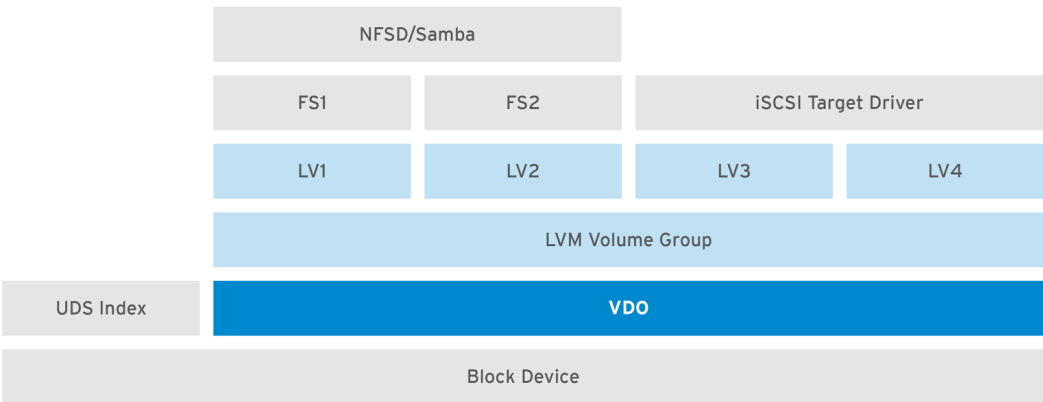 NFSD/Samba
FS1
FS2
iSCSI Target Driver
LV1
LV2
LV3
LV4
LVM Volume Group
UDS Index
VDO
Block Device